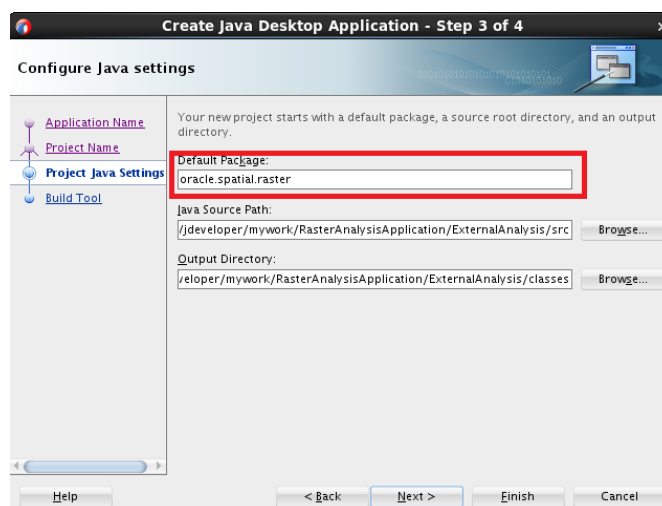 Create Java Desktop Application - Step 3 of 4
Configure Java settings
Application Name
Project Name
Project Java Settings
Build Tool
Your new project starts with a default package, a source root directory, and an output
directory.
Default Package:
oracle.spatial.raster
Java Source Path:
/jdeveloper/mywork/RasterAnalysisApplication/ExternalAnalysis/src
Browse...
Output Directory:
veloper/mywork/RasterAnalysisApplication/ExternalAnalysis/classes
Browse...
Help
< Back
Next >
Finish
Cancel